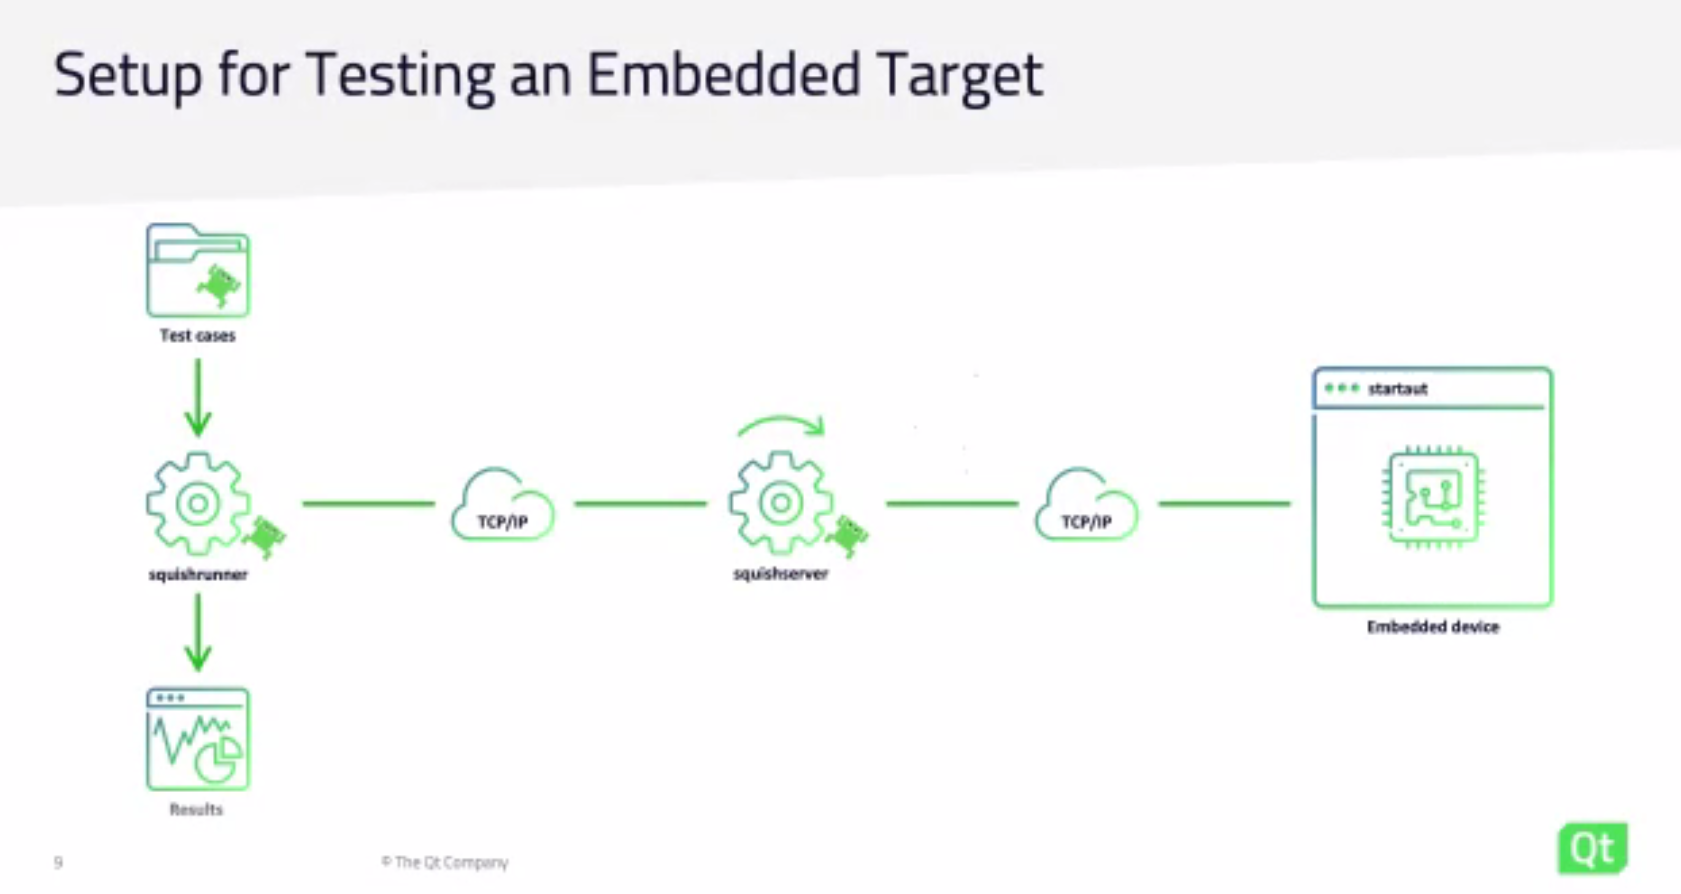 Setup for Testing an Embedded Target
Test cases
startaut
TCP/IP
TCP/IP
squishrunner
squishserver
Embedded device
Results
9
© The Qt Company
Qt